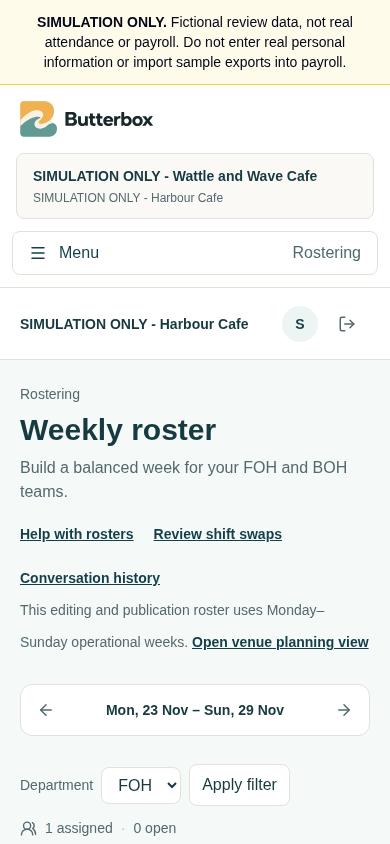 SIMULATION ONLY. Fictional review data, not real
attendance or payroll. Do not enter real personal
information or import sample exports into payroll.
Butterbox
SIMULATION ONLY - Wattle and Wave Cafe
SIMULATION ONLY - Harbour Cafe
Menu Rostering
SIMULATION ONLY - Harbour Cafe S
Rostering
Weekly roster
Build a balanced week for your FOH and BOH
teams.
Help with rosters Review shift swaps
Conversation history
This editing and publication roster uses Monday–
Sunday operational weeks. Open venue planning view
Mon, 23 Nov – Sun, 29 Nov
Department FOH Apply filter
1 assigned · 0 open